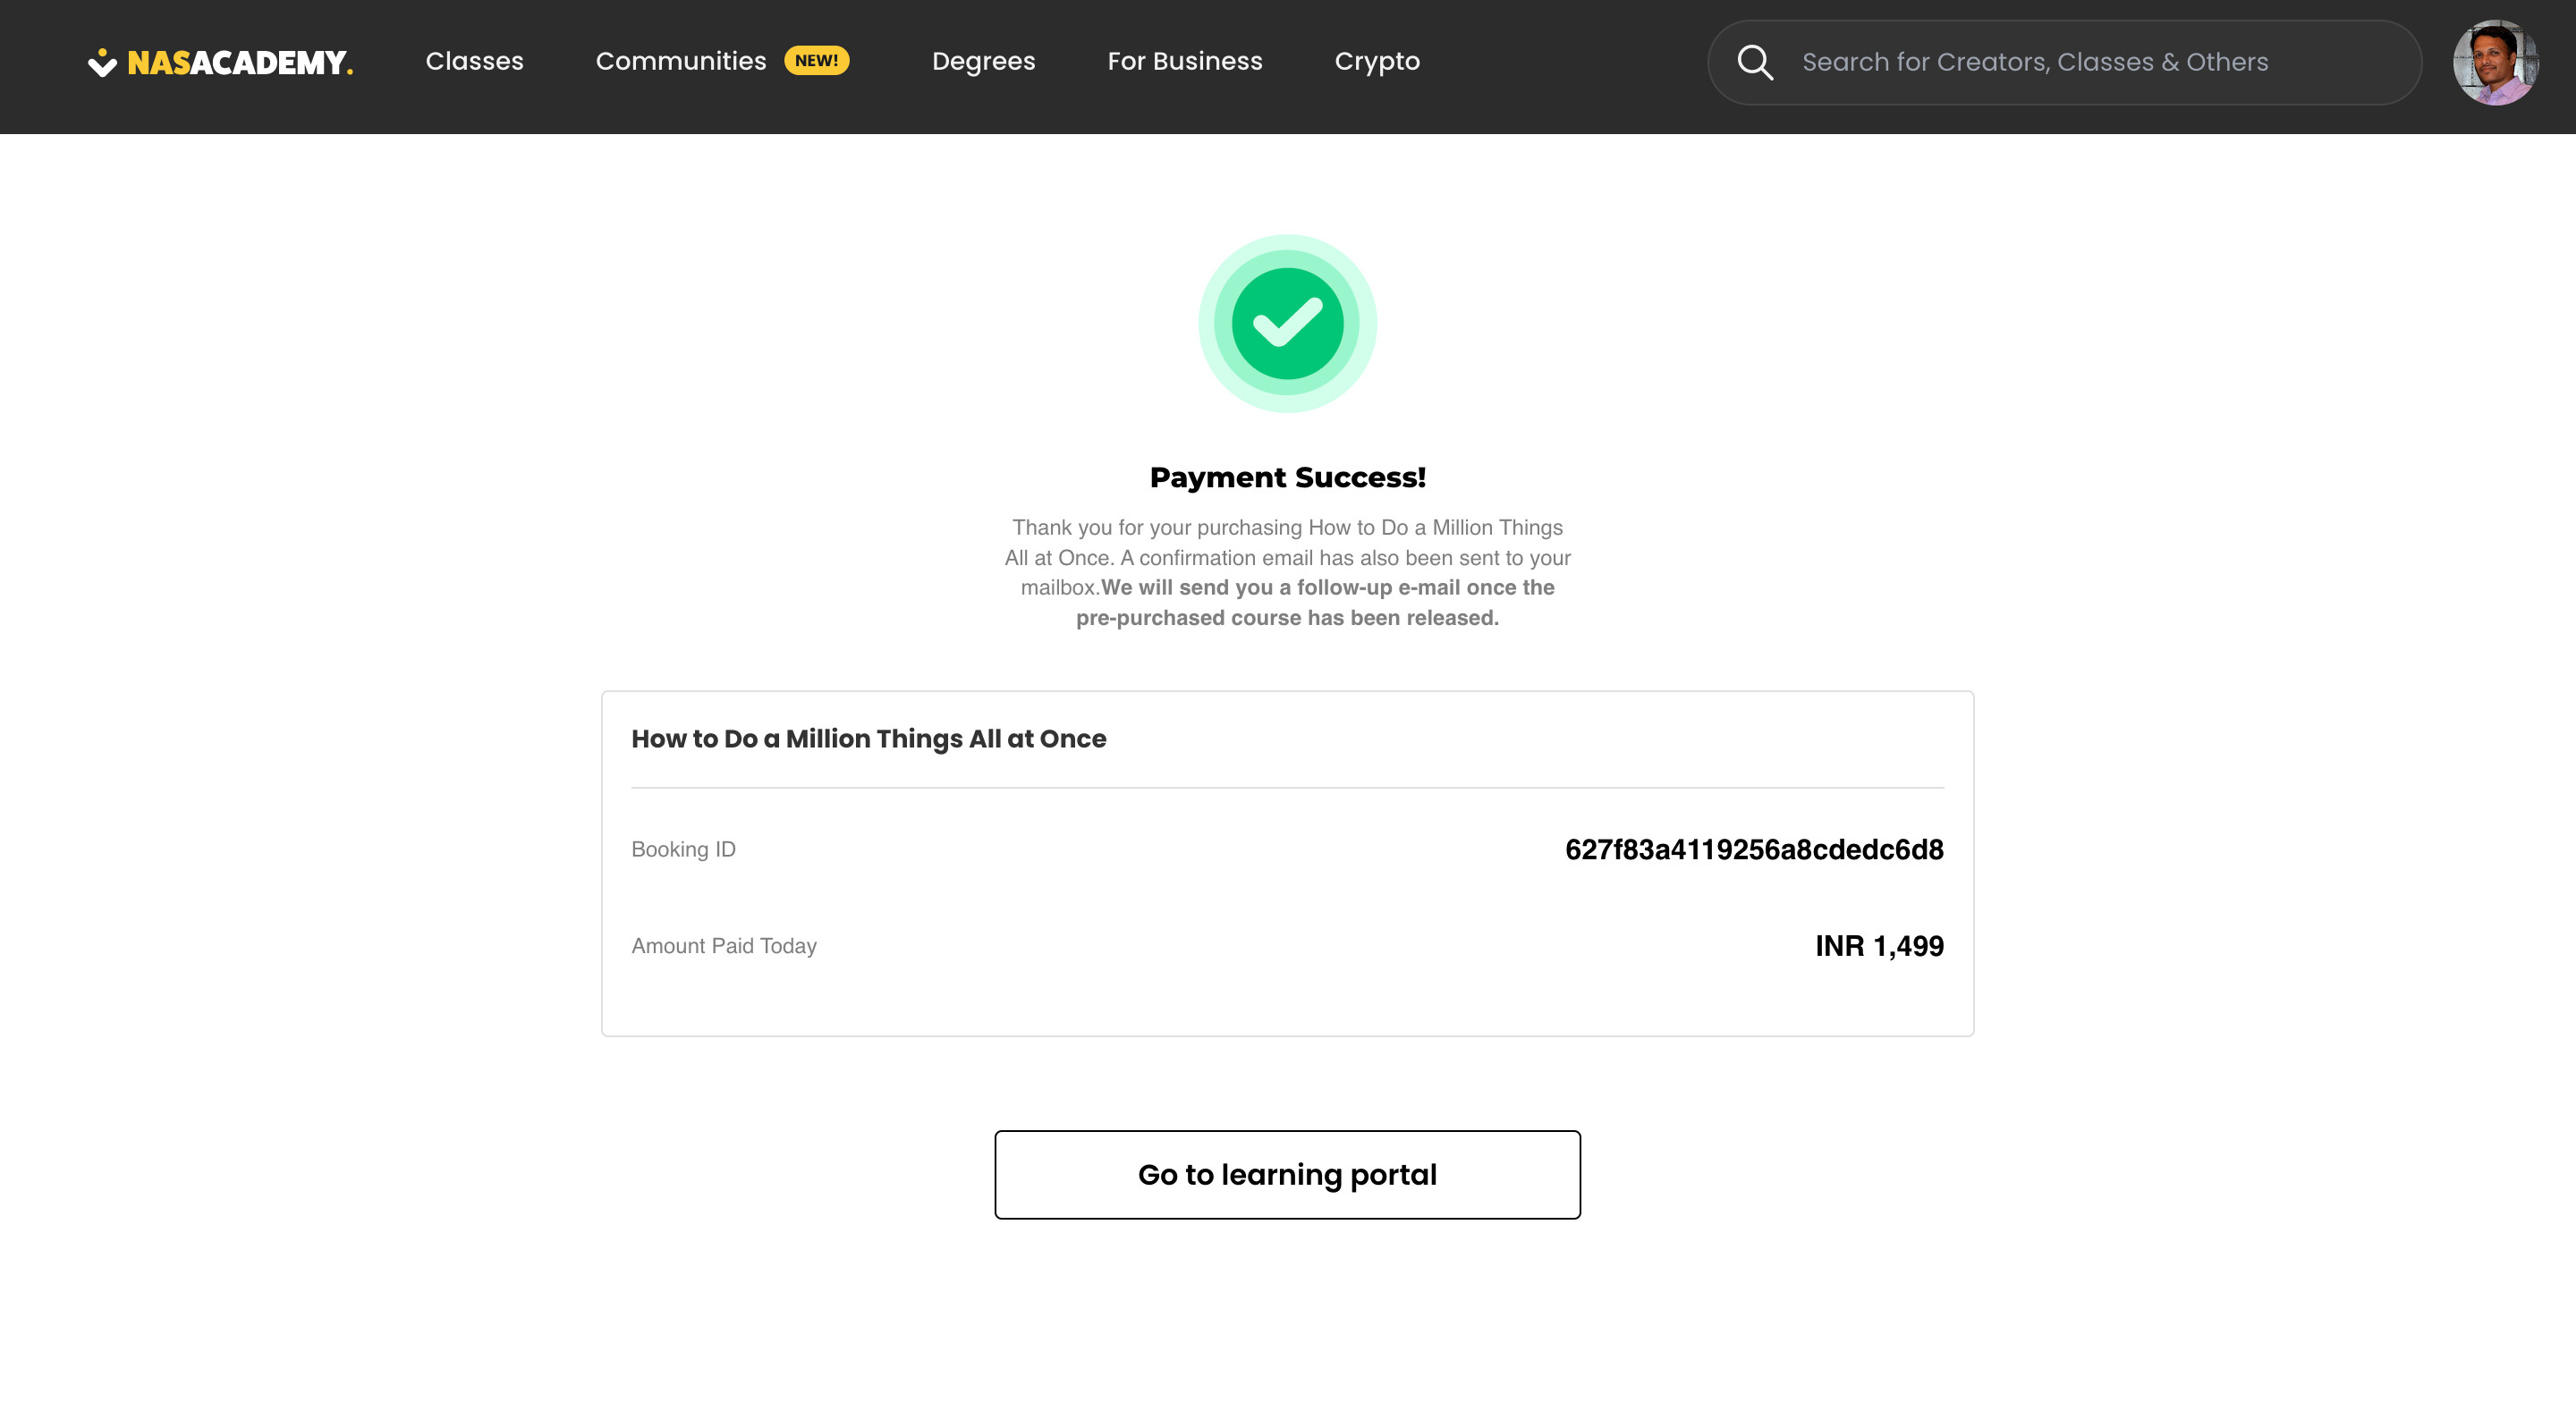 NASACADEMY.
Classes
Communities NEW!
Degrees
For Business
Crypto
Search for Creators, Classes & Others
Payment Success!
Thank you for your purchasing How to Do a Million Things
All at Once. A confirmation email has also been sent to your
mailbox.We will send you a follow-up e-mail once the
pre-purchased course has been released.
How to Do a Million Things All at Once
Booking ID 627f83a4119256a8cdedc6d8
Amount Paid Today INR 1,499
Go to learning portal